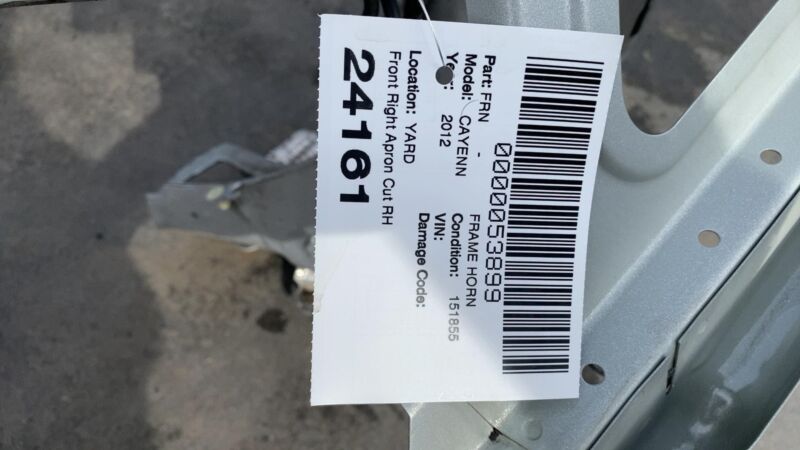 0000053899
Part: FRN - FRAME HORN
Model: CAYENN Condition: 151855
Year: 2012 VIN:
Damage Code:
Location: YARD
Front Right Apron Cut RH
24161